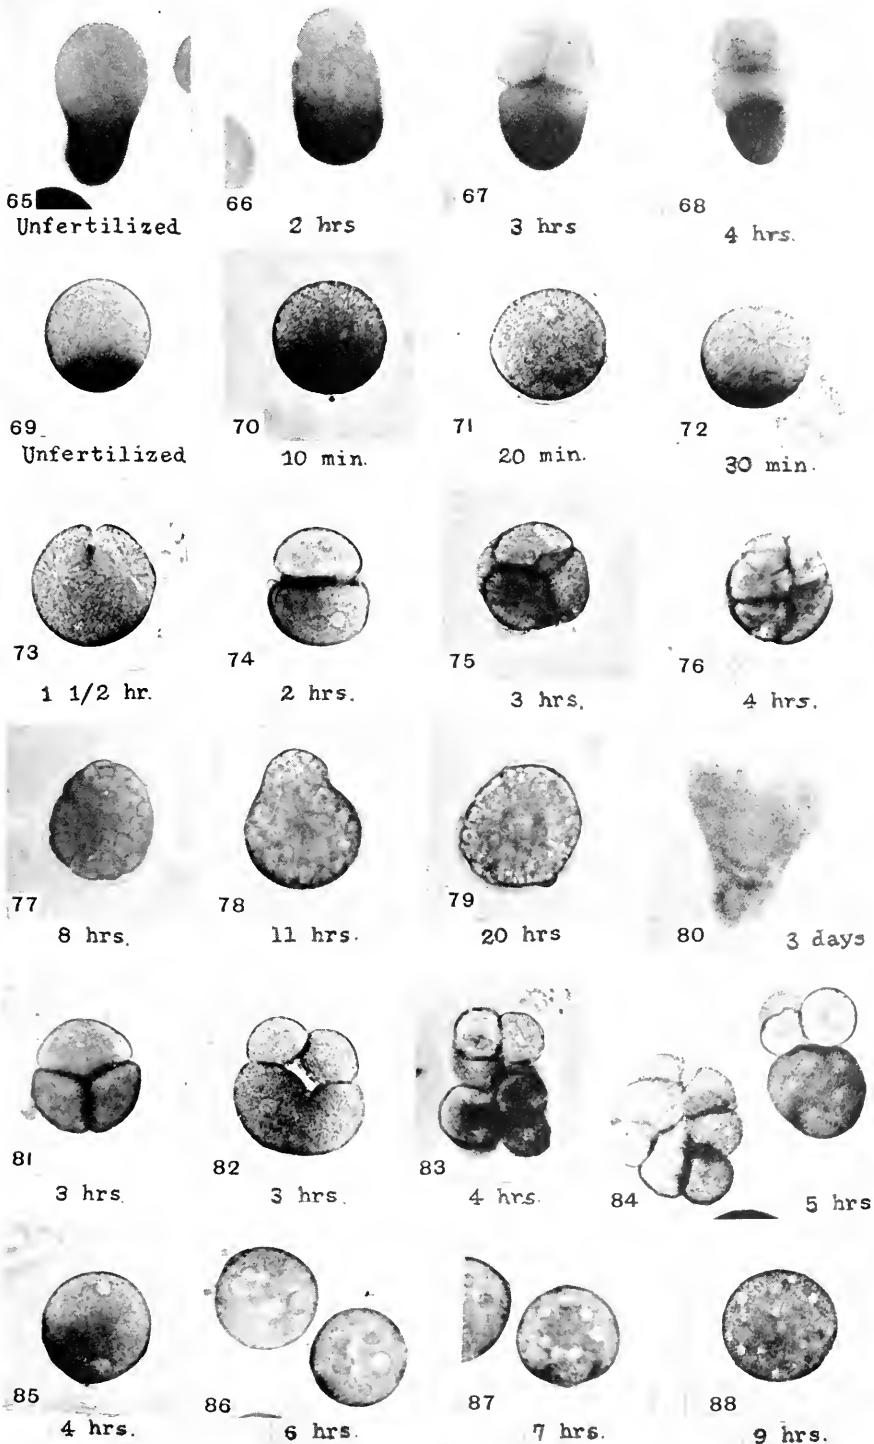 65 66 67 68
Unfertilized 2 hrs 3 hrs 4 hrs.
69 70 71 72
Unfertilized 10 min. 20 min. 30 min.
73 74 75 76
1 1/2 hr. 2 hrs. 3 hrs. 4 hrs.
77 78 79 80
8 hrs. 11 hrs. 20 hrs 3 days
81 82 83 84
3 hrs. 3 hrs. 4 hrs. 5 hrs
85 86 87 88
4 hrs. 6 hrs. 7 hrs. 9 hrs.